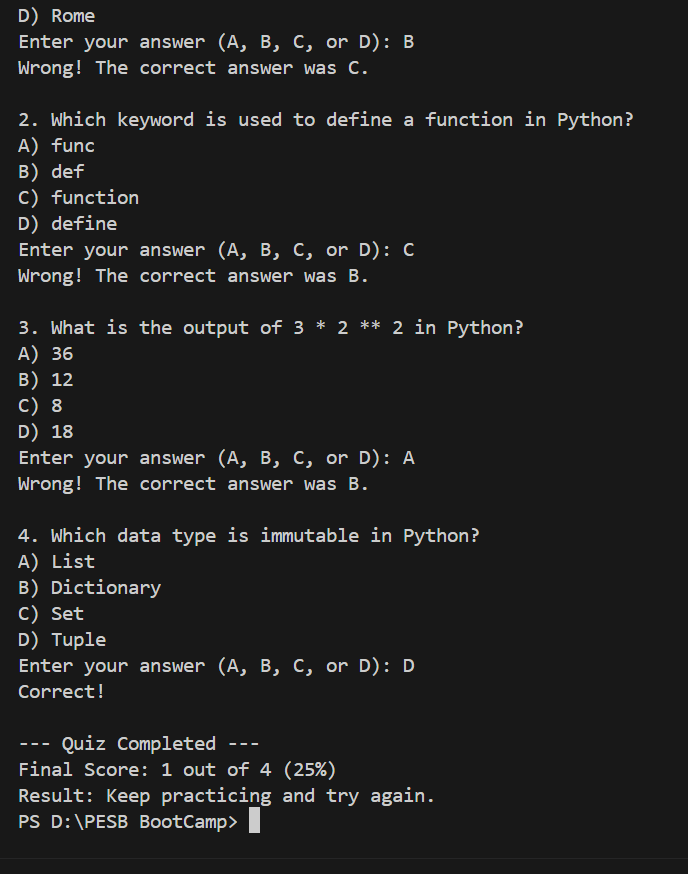 D) Rome
Enter your answer (A, B, C, or D): B
Wrong! The correct answer was C.
2. Which keyword is used to define a function in Python?
A) func
B) def
C) function
D) define
Enter your answer (A, B, C, or D): C
Wrong! The correct answer was B.
3. What is the output of 3 * 2 ** 2 in Python?
A) 36
B) 12
C) 8
D) 18
Enter your answer (A, B, C, or D): A
Wrong! The correct answer was B.
4. Which data type is immutable in Python?
A) List
B) Dictionary
C) Set
D) Tuple
Enter your answer (A, B, C, or D): D
Correct!
--- Quiz Completed ---
Final Score: 1 out of 4 (25%)
Result: Keep practicing and try again.
PS D:\PESB BootCamp>